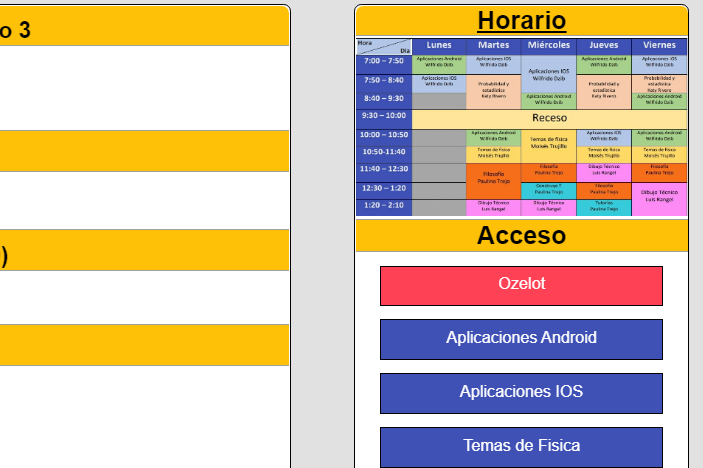 o 3
)
Horario
Hora
Dia
Lunes Martes Miércoles Jueves Viernes
7:00 – 7:50
Aplicaciones Android
Wilfrido Dzib
Aplicaciones IOS
Wilfrido Dzib
Aplicaciones IOS
Wilfrido Dzib
Aplicaciones Android
Wilfrido Dzib
Aplicaciones IOS
Wilfrido Dzib
7:50 – 8:40
Aplicaciones IOS
Wilfrido Dzib
Probabilidad y
estadística
Katy Rivero
Probabilidad y
estadística
Katy Rivero
Probabilidad y
estadística
Katy Rivero
8:40 – 9:30
Aplicaciones Android
Wilfrido Dzib
Aplicaciones Android
Wilfrido Dzib
9:30 – 10:00
Receso
10:00 – 10:50
Aplicaciones Android
Wilfrido Dzib
Temas de física
Moisés Trujillo
Aplicaciones IOS
Wilfrido Dzib
Aplicaciones Android
Wilfrido Dzib
10:50-11:40
Temas de física
Moisés Trujillo
Temas de física
Moisés Trujillo
Temas de física
Moisés Trujillo
11:40 – 12:30
Filosofía
Paulina Trejo
Filosofía
Paulina Trejo
Dibujo Técnico
Luis Rangel
Filosofía
Paulina Trejo
12:30 – 1:20
Paulina Trejo
Filosofía
Paulina Trejo
Dibujo Técnico
Luis Rangel
1:20 – 2:10
Dibujo Técnico
Luis Rangel
Dibujo Técnico
Luis Rangel
Tutorías
Paulina Trejo
Acceso
Ozelot
Aplicaciones Android
Aplicaciones IOS
Temas de Fisica